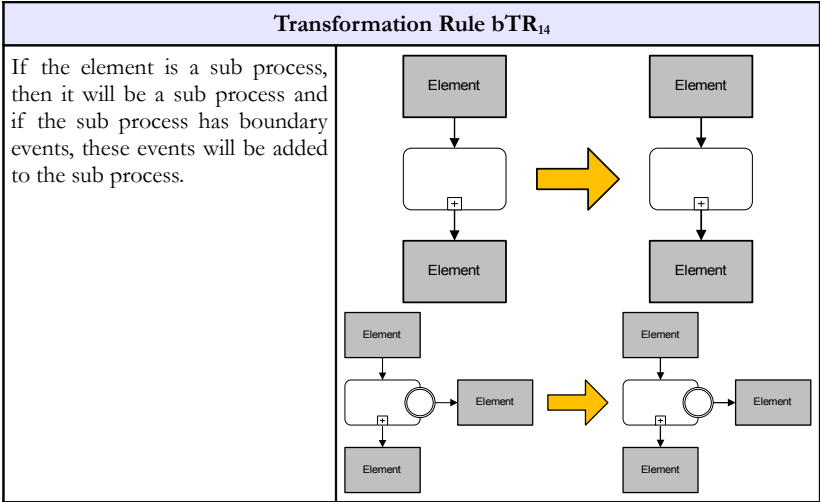 Transformation Rule bTR₁₄
If the element is a sub process,
then it will be a sub process and
if the sub process has boundary
events, these events will be added
to the sub process.
Element
Element
Element
Element
Element
Element
Element
Element
Element
Element